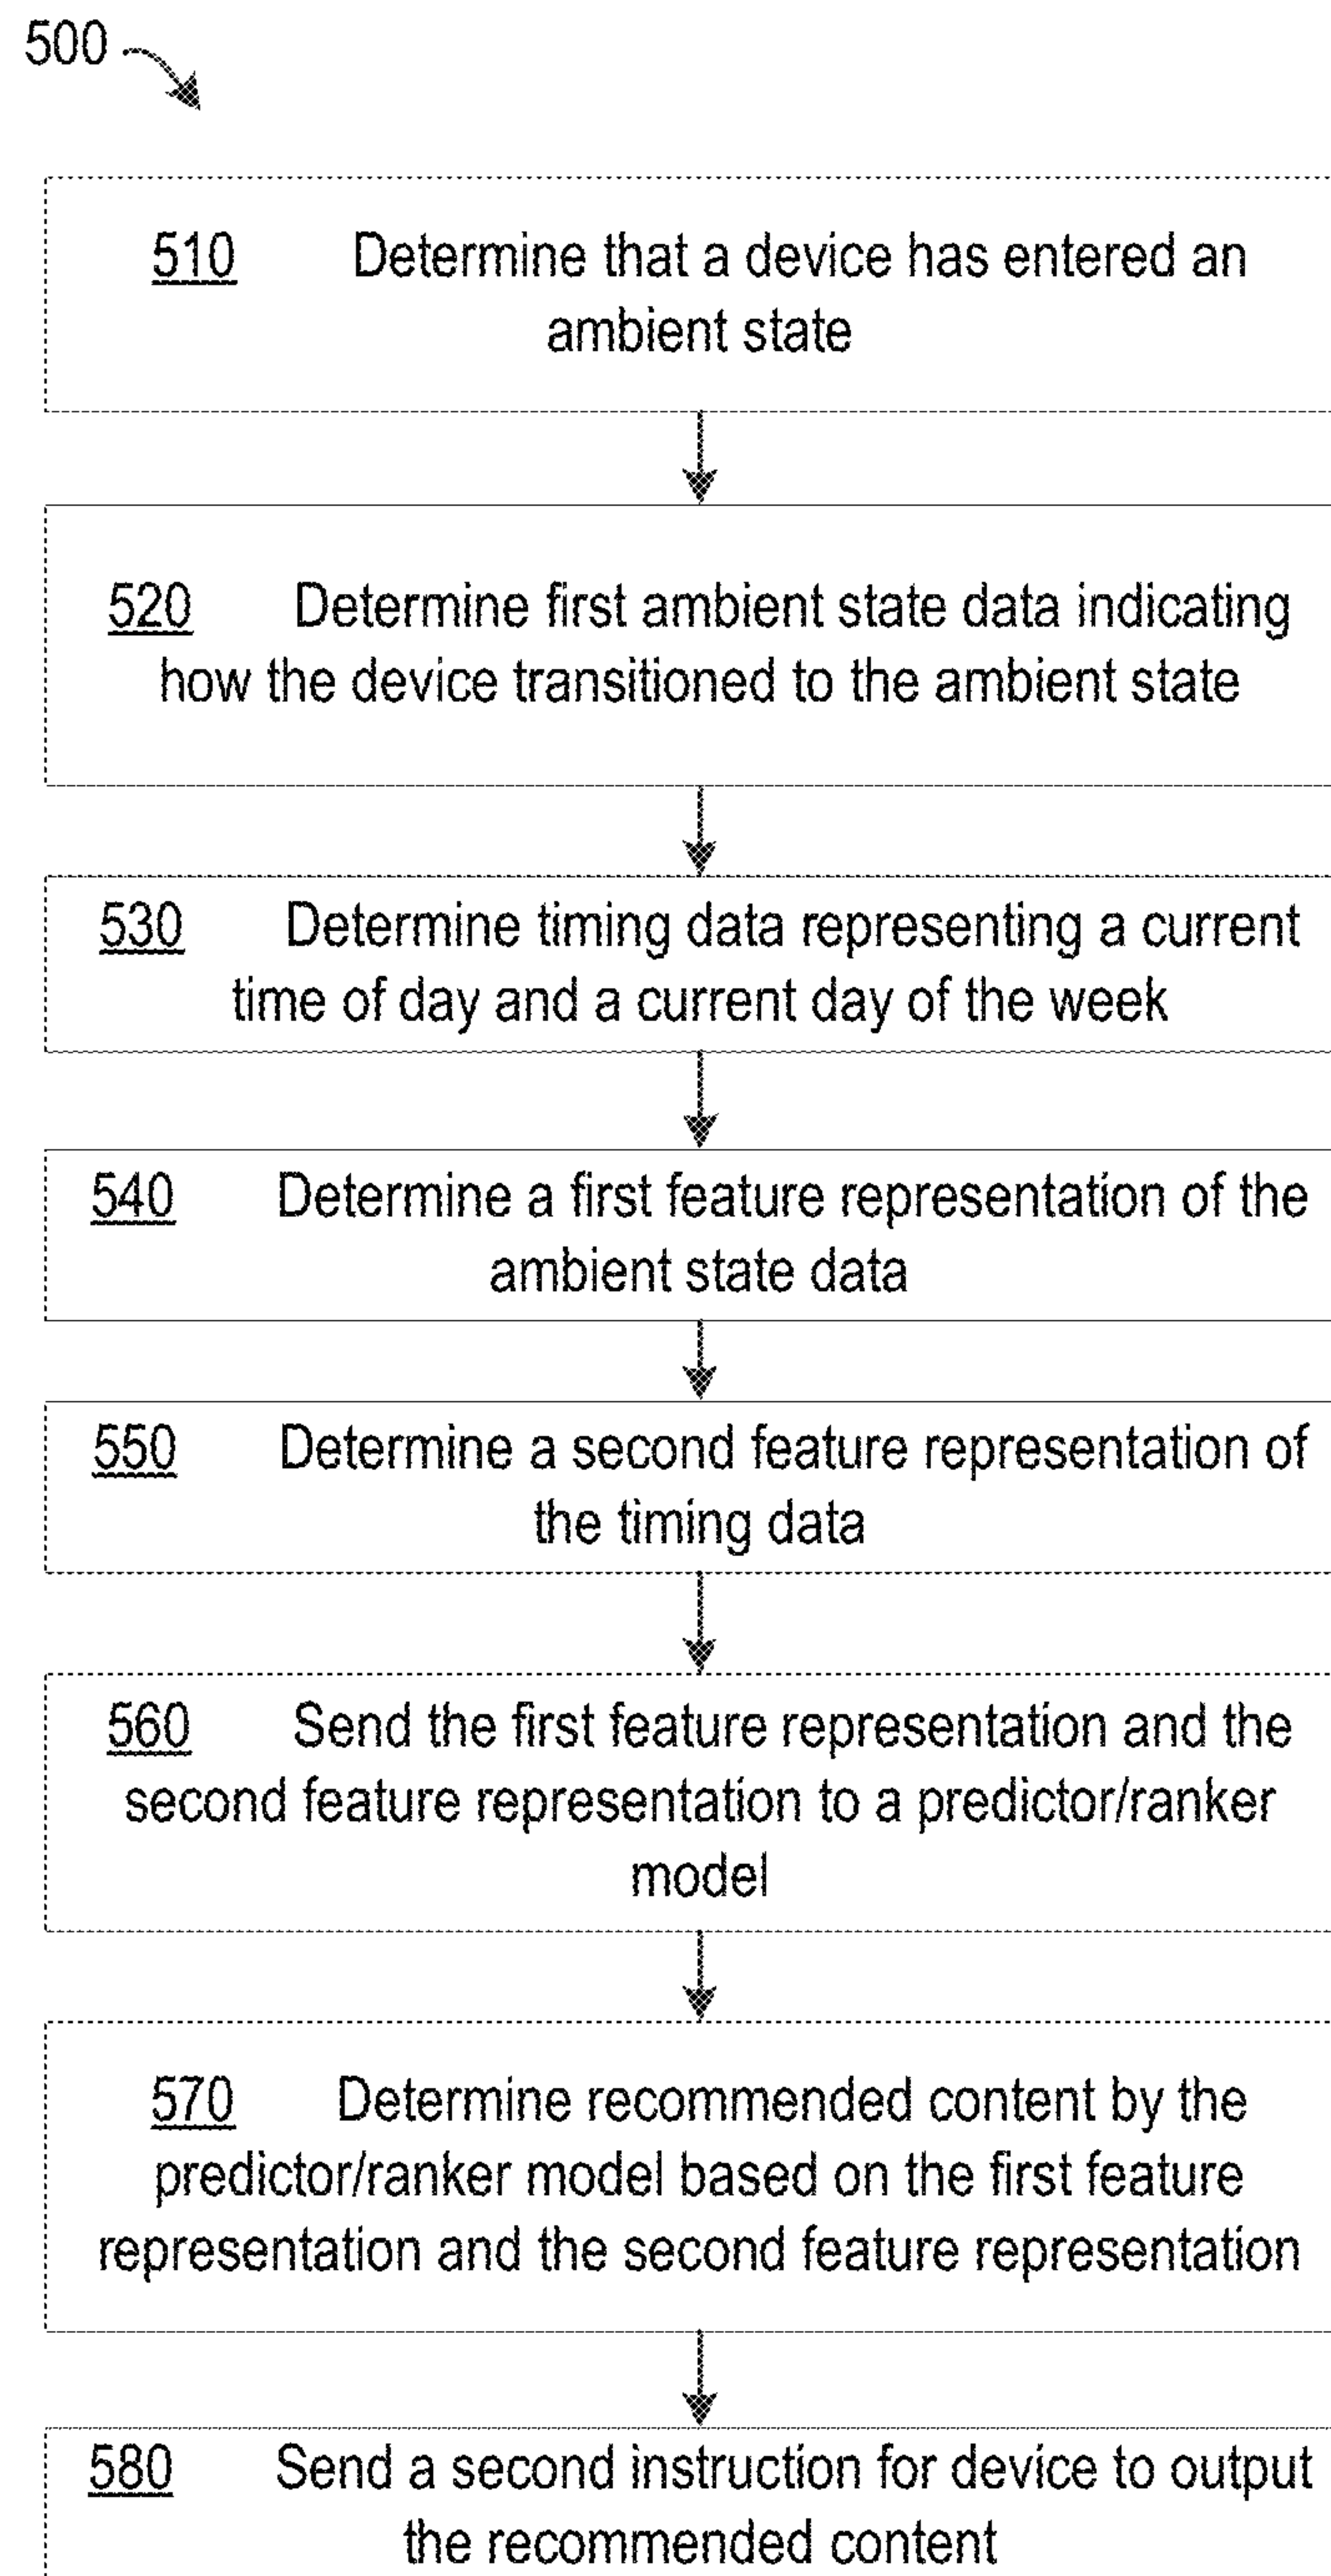 500
510 Determine that a device has entered an
ambient state
520 Determine first ambient state data indicating
how the device transitioned to the ambient state
530 Determine timing data representing a current
time of day and a current day of the week
540 Determine a first feature representation of the
ambient state data
550 Determine a second feature representation of
the timing data
560 Send the first feature representation and the
second feature representation to a predictor/ranker
model
570 Determine recommended content by the
predictor/ranker model based on the first feature
representation and the second feature representation
580 Send a second instruction for device to output
the recommended content